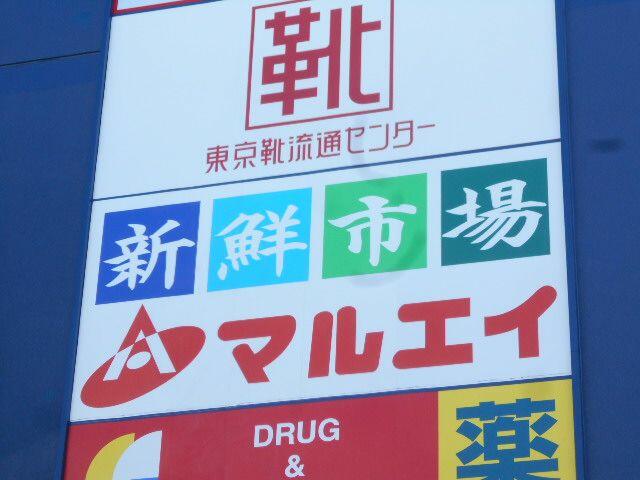 靴
東京靴流通センター
新鮮市場
マルエイ
DRUG
&
薬